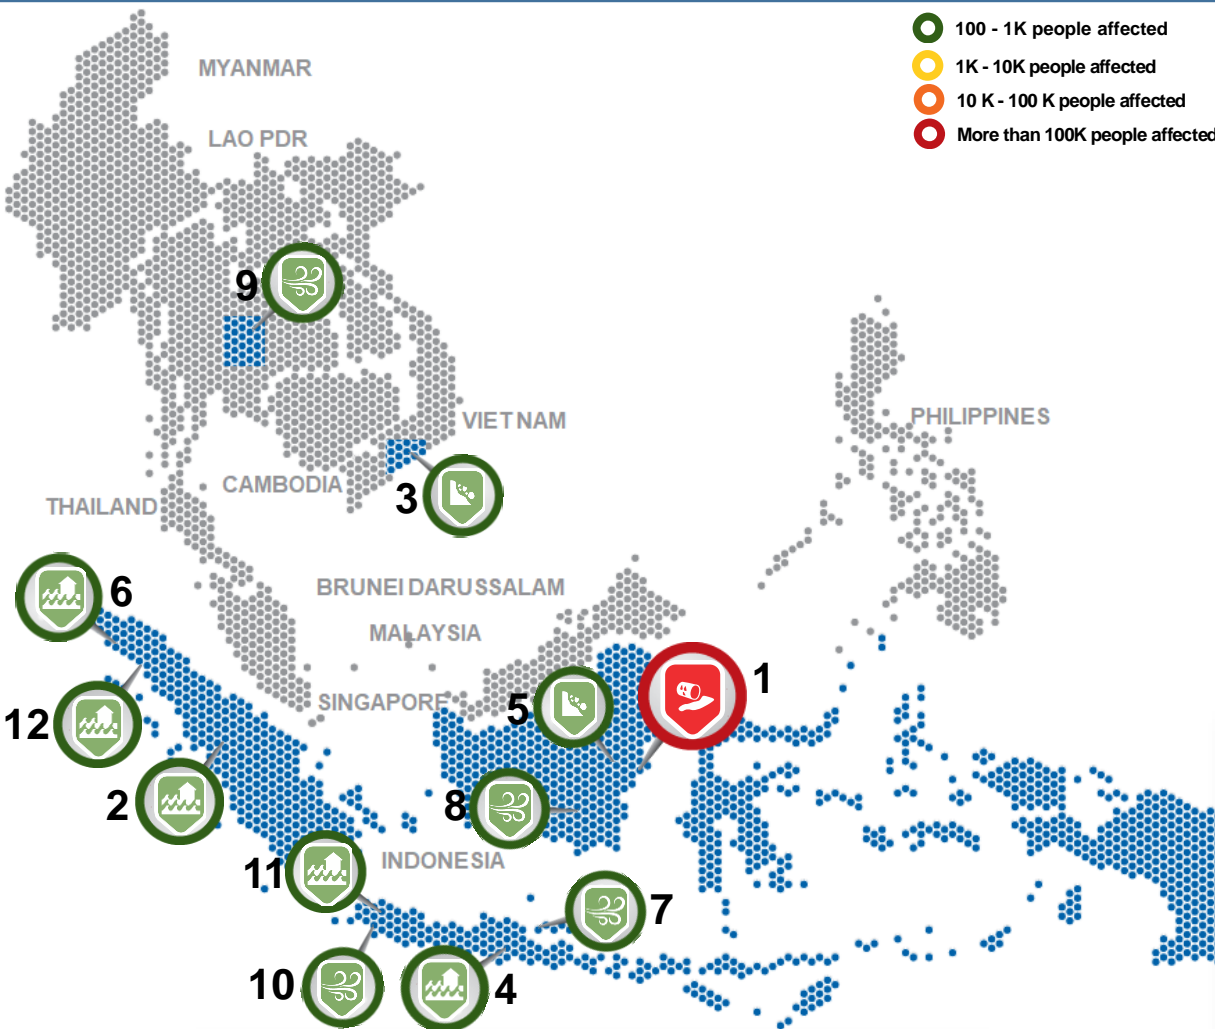 100 - 1K people affected
1K - 10K people affected
10 K - 100 K people affected
More than 100K people affected
MYANMAR
LAO PDR
9
VIET NAM
PHILIPPINES
CAMBODIA
3
THAILAND
BRUNEI DARUSSALAM
6
MALAYSIA
1
SINGAPORE
5
12
2
8
11
INDONESIA
7
10
4